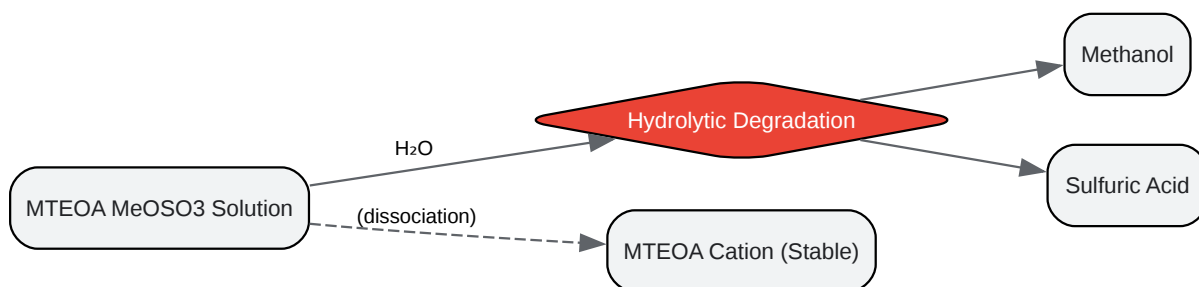 Methanol
Hydrolytic Degradation
H₂O
Sulfuric Acid
MTEOA MeOSO3 Solution
(dissociation)
MTEOA Cation (Stable)